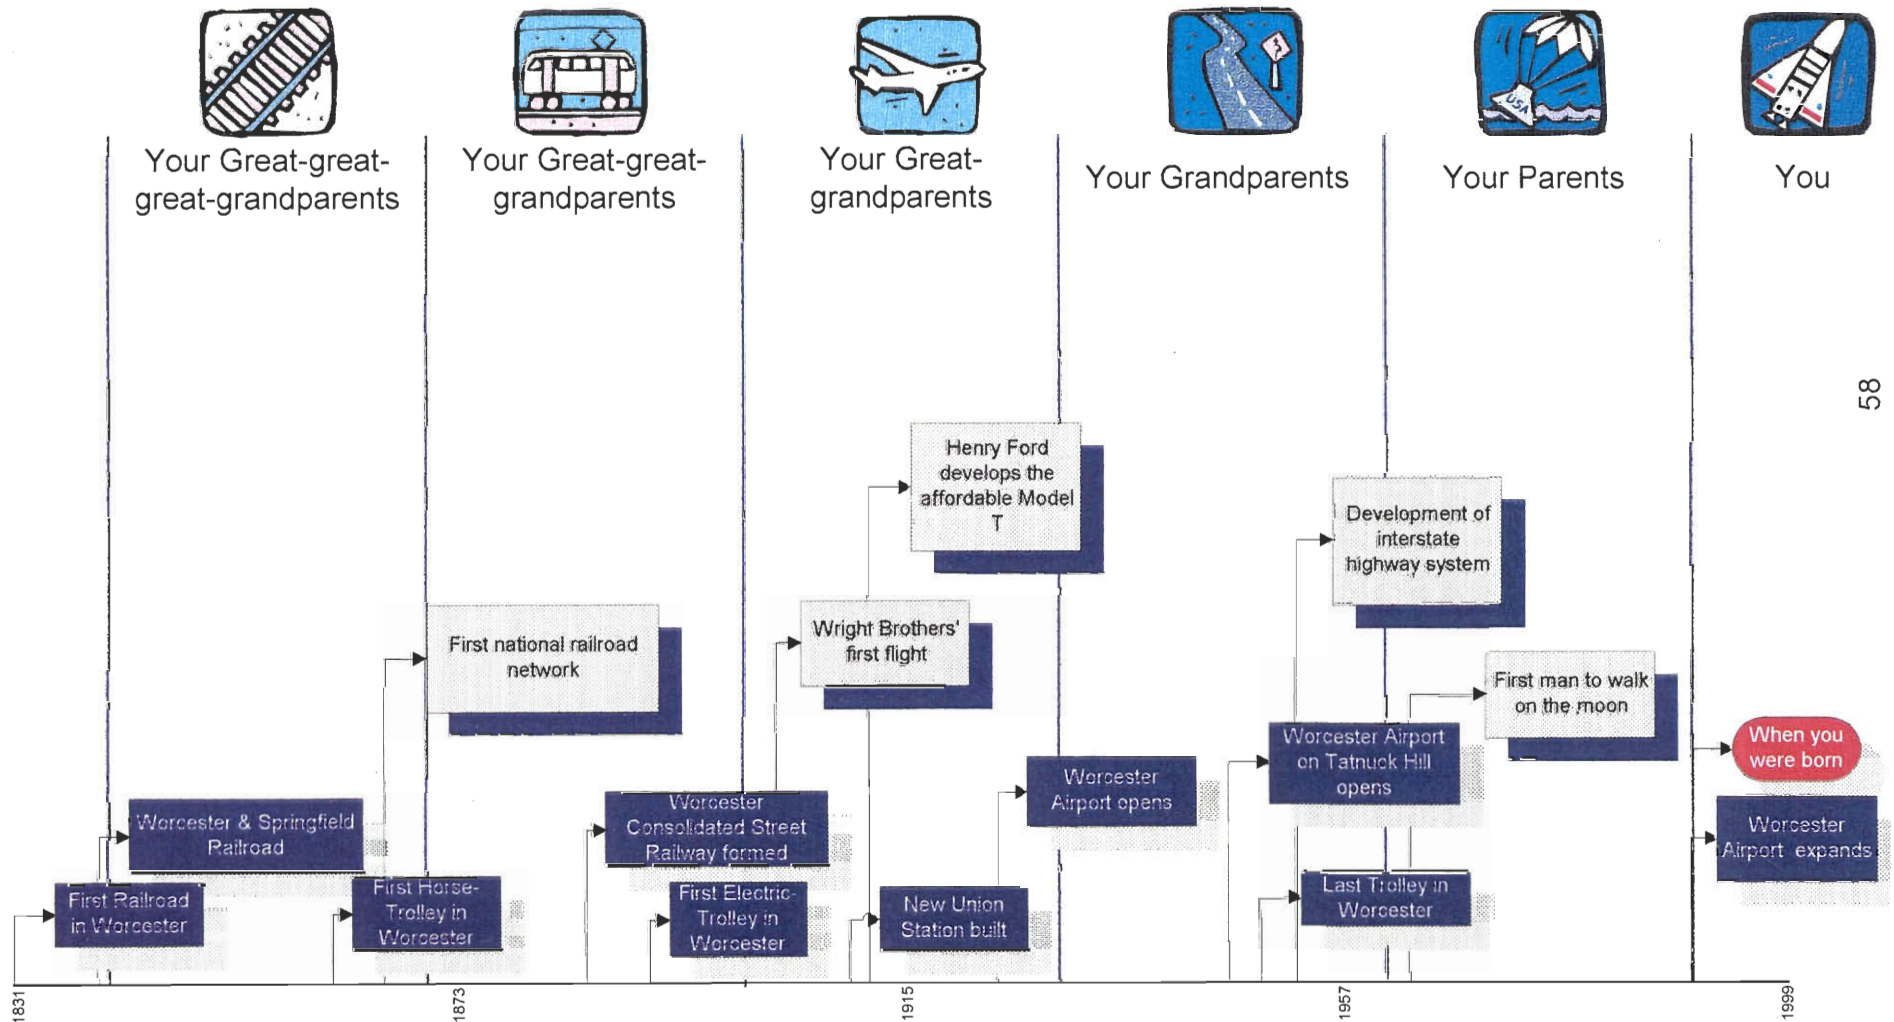 USA
Your Great-great-
great-grandparents
Your Great-great-
grandparents
Your Great-
grandparents
Your Grandparents
Your Parents
You
58
Henry Ford
develops the
affordable Model
T
Development of
interstate
highway system
First national railroad
network
Wright Brothers'
first flight
First man to walk
on the moon
When you
were born
Worcester Airport
on Tatnuck Hill
opens
Worcester
Airport opens
Worcester & Springfield
Railroad
Worcester
Consolidated Street
Railway formed
Worcester
Airport expands
First Railroad
in Worcester
First Horse-
Trolley in
Worcester
First Electric-
Trolley in
Worcester
New Union
Station built
Last Trolley in
Worcester
1831
1873
1915
1957
19999